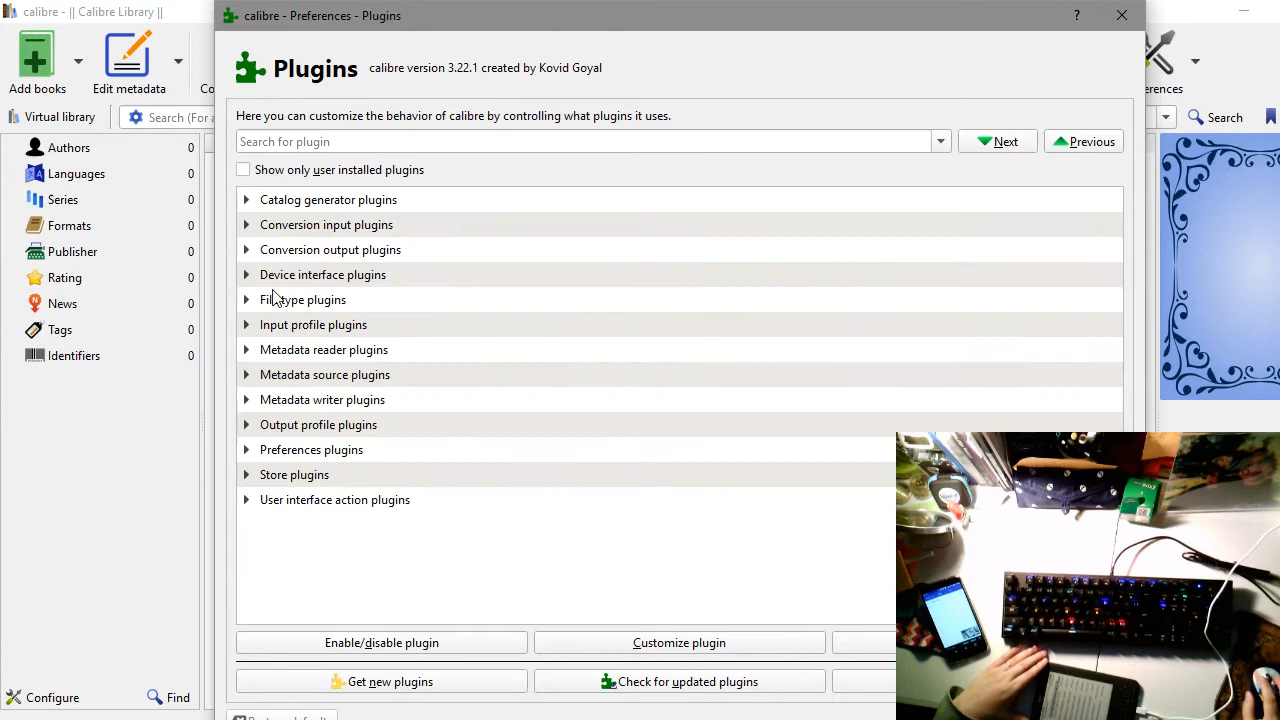 calibre - || Calibre Library ||
calibre - Preferences - Plugins
?
Add books
Edit metadata
Co
erences
Plugins
calibre version 3.22.1 created by Kovid Goyal
Virtual library
Search (For a
Search
Here you can customize the behavior of calibre by controlling what plugins it uses.
Search for plugin
Next
Previous
Show only user installed plugins
Authors 0
Languages 0
Series 0
Formats 0
Publisher 0
Rating 0
News 0
Tags 0
Identifiers 0
Catalog generator plugins
Conversion input plugins
Conversion output plugins
Device interface plugins
File type plugins
Input profile plugins
Metadata reader plugins
Metadata source plugins
Metadata writer plugins
Output profile plugins
Preferences plugins
Store plugins
User interface action plugins
Enable/disable plugin
Customize plugin
Get new plugins
Check for updated plugins
Configure
Find